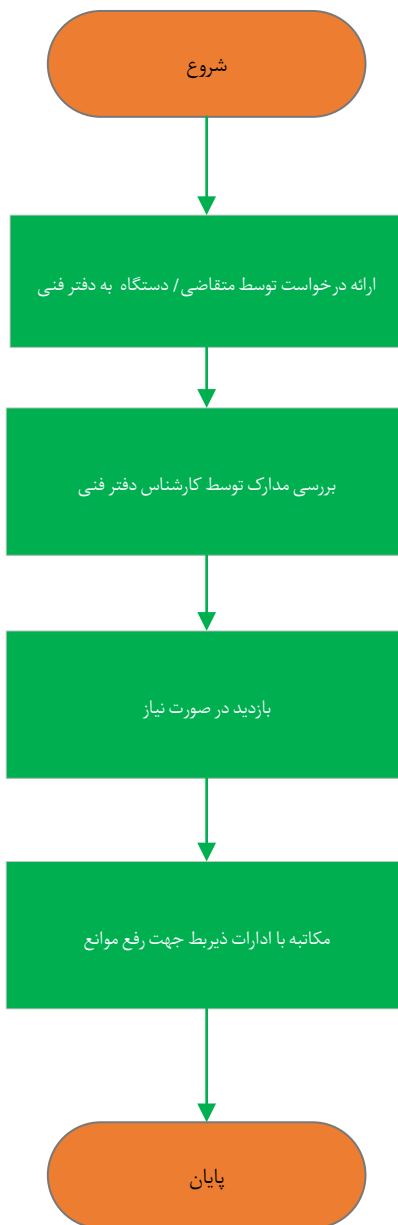 شروع
ارائه درخواست توسط متقاضی/ دستگاه به دفتر فنی
بررسی مدارک توسط کارشناس دفتر فنی
بازدید در صورت نیاز
مکاتبه با ادارات ذیربط جهت رفع موانع
پایان